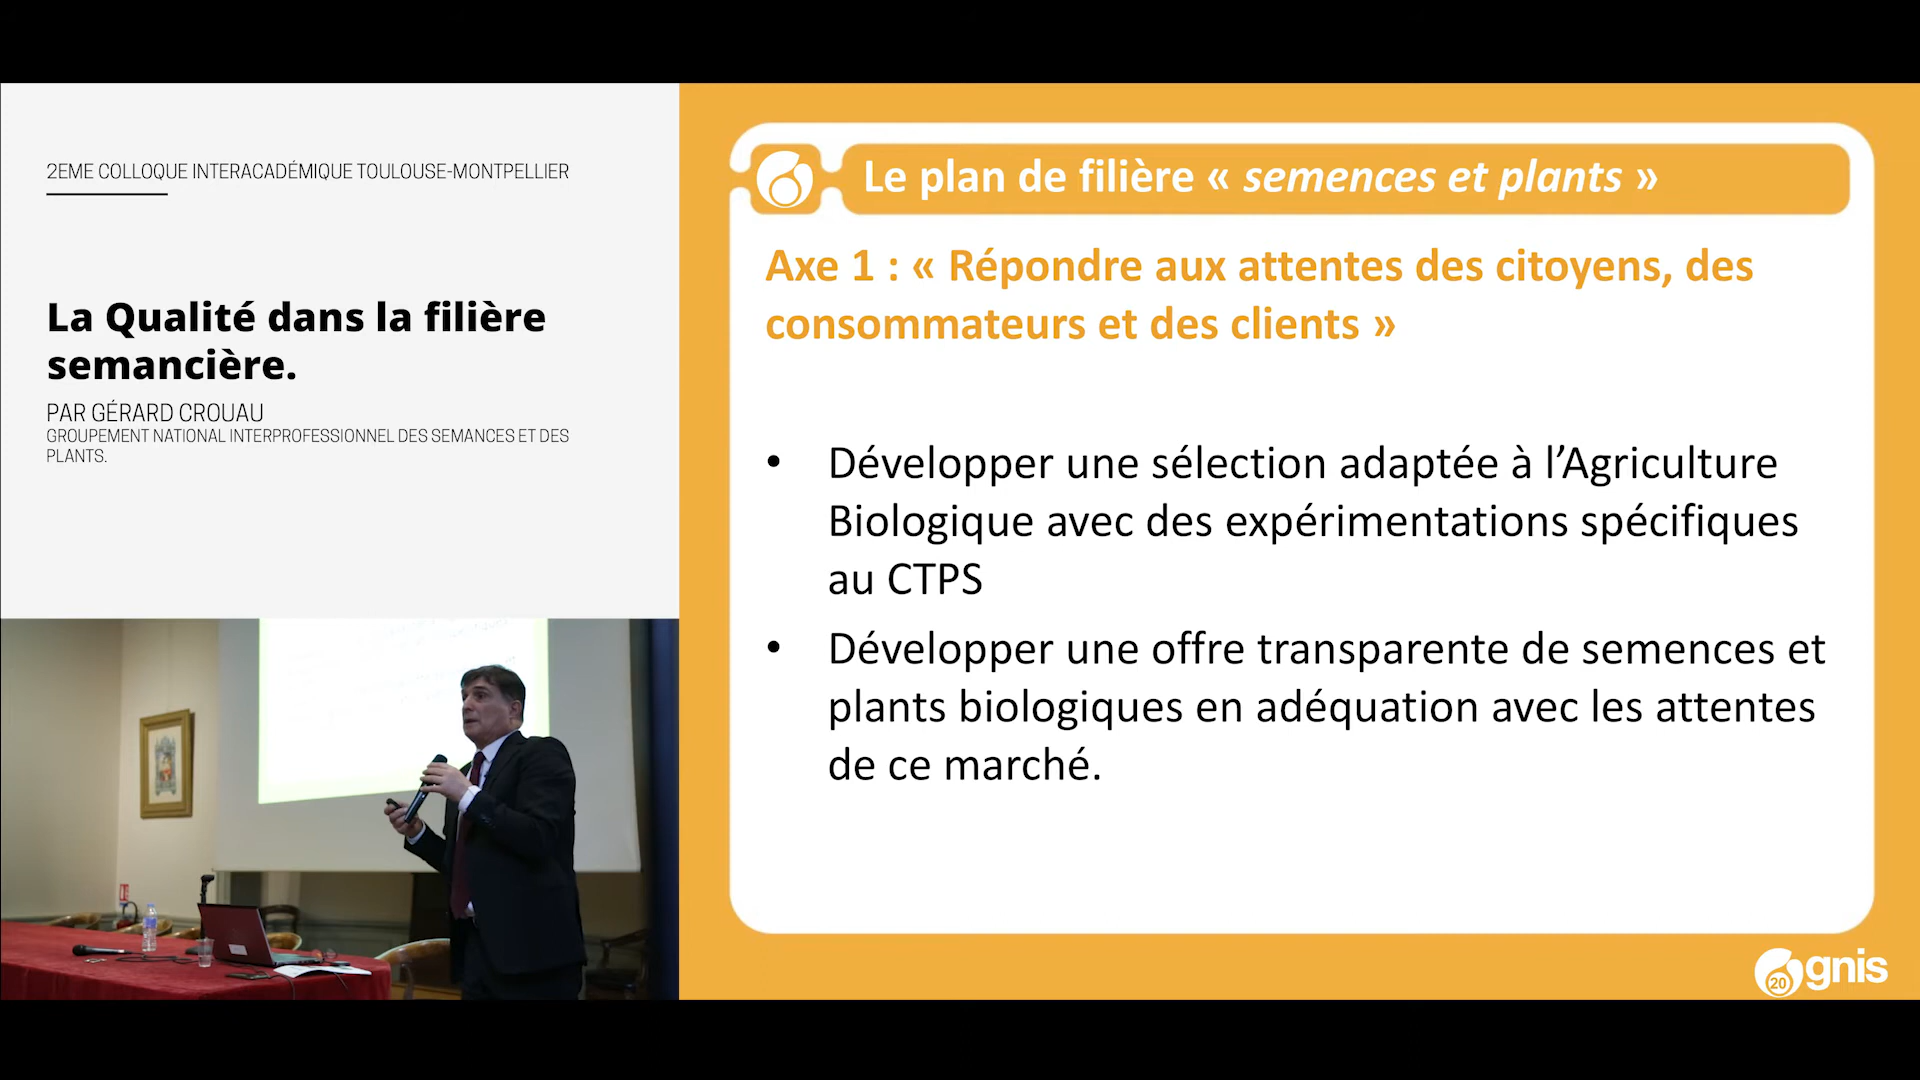 2EME COLLOQUE INTERACADÉMIQUE TOULOUSE-MONTPELLIER
La Qualité dans la filière
semancière.
PAR GÉRARD CROUAU
GROUPEMENT NATIONAL INTERPROFESSIONNEL DES SEMANCES ET DES
PLANTS.
Le plan de filière « semences et plants »
Axe 1 : « Répondre aux attentes des citoyens, des
consommateurs et des clients »
• Développer une sélection adaptée à l’Agriculture
Biologique avec des expérimentations spécifiques
au CTPS
• Développer une offre transparente de semences et
plants biologiques en adéquation avec les attentes
de ce marché.
20 gnis